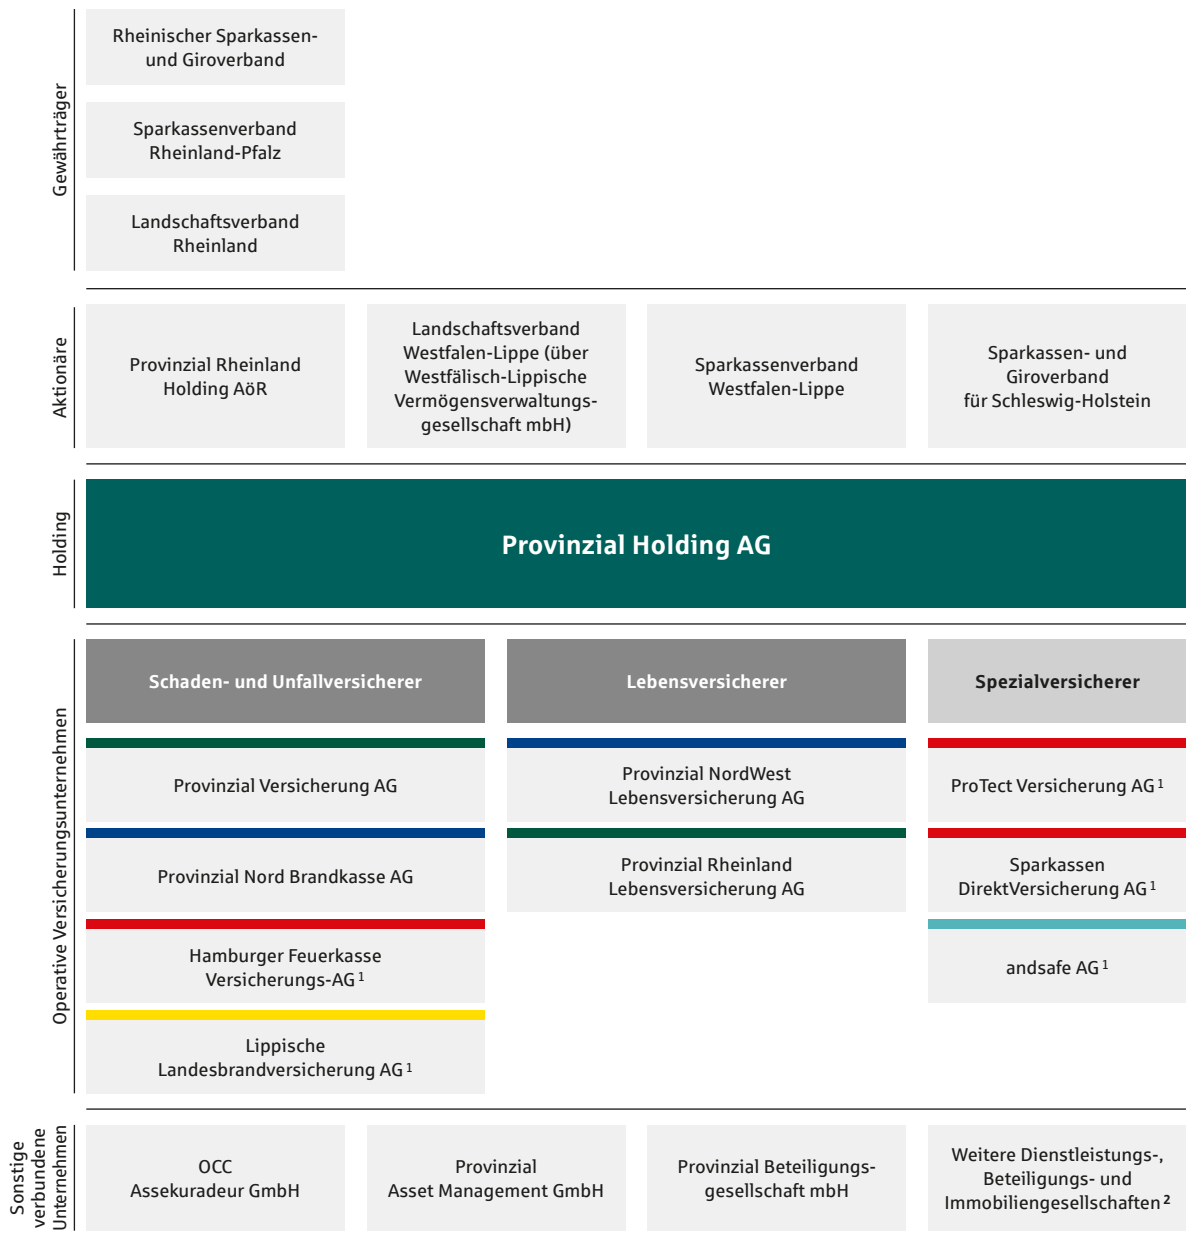 Gewährträger
Rheinischer Sparkassen-
und Giroverband
Sparkassenverband
Rheinland-Pfalz
Landschaftsverband
Rheinland
Aktionäre
Provinzial Rheinland
Holding AöR
Landschaftsverband
Westfalen-Lippe (über
Westfälisch-Lippische
Vermögensverwaltungs-
gesellschaft mbH)
Sparkassenverband
Westfalen-Lippe
Sparkassen- und
Giroverband
für Schleswig-Holstein
Holding
Provinzial Holding AG
Operative Versicherungsunternehmen
Schaden- und Unfallversicherer
Provinzial Versicherung AG
Provinzial Nord Brandkasse AG
Hamburger Feuerkasse
Versicherungs-AG ¹
Lippische
Landesbrandversicherung AG ¹
Lebensversicherer
Provinzial NordWest
Lebensversicherung AG
Provinzial Rheinland
Lebensversicherung AG
Spezialversicherer
ProTect Versicherung AG ¹
Sparkassen
DirektVersicherung AG ¹
andsafe AG ¹
Sonstige
verbundene
Unternehmen
OCC
Assekuradeur GmbH
Provinzial
Asset Management GmbH
Provinzial Beteiligungs-
gesellschaft mbH
Weitere Dienstleistungs-,
Beteiligungs- und
Immobiliengesellschaften ²